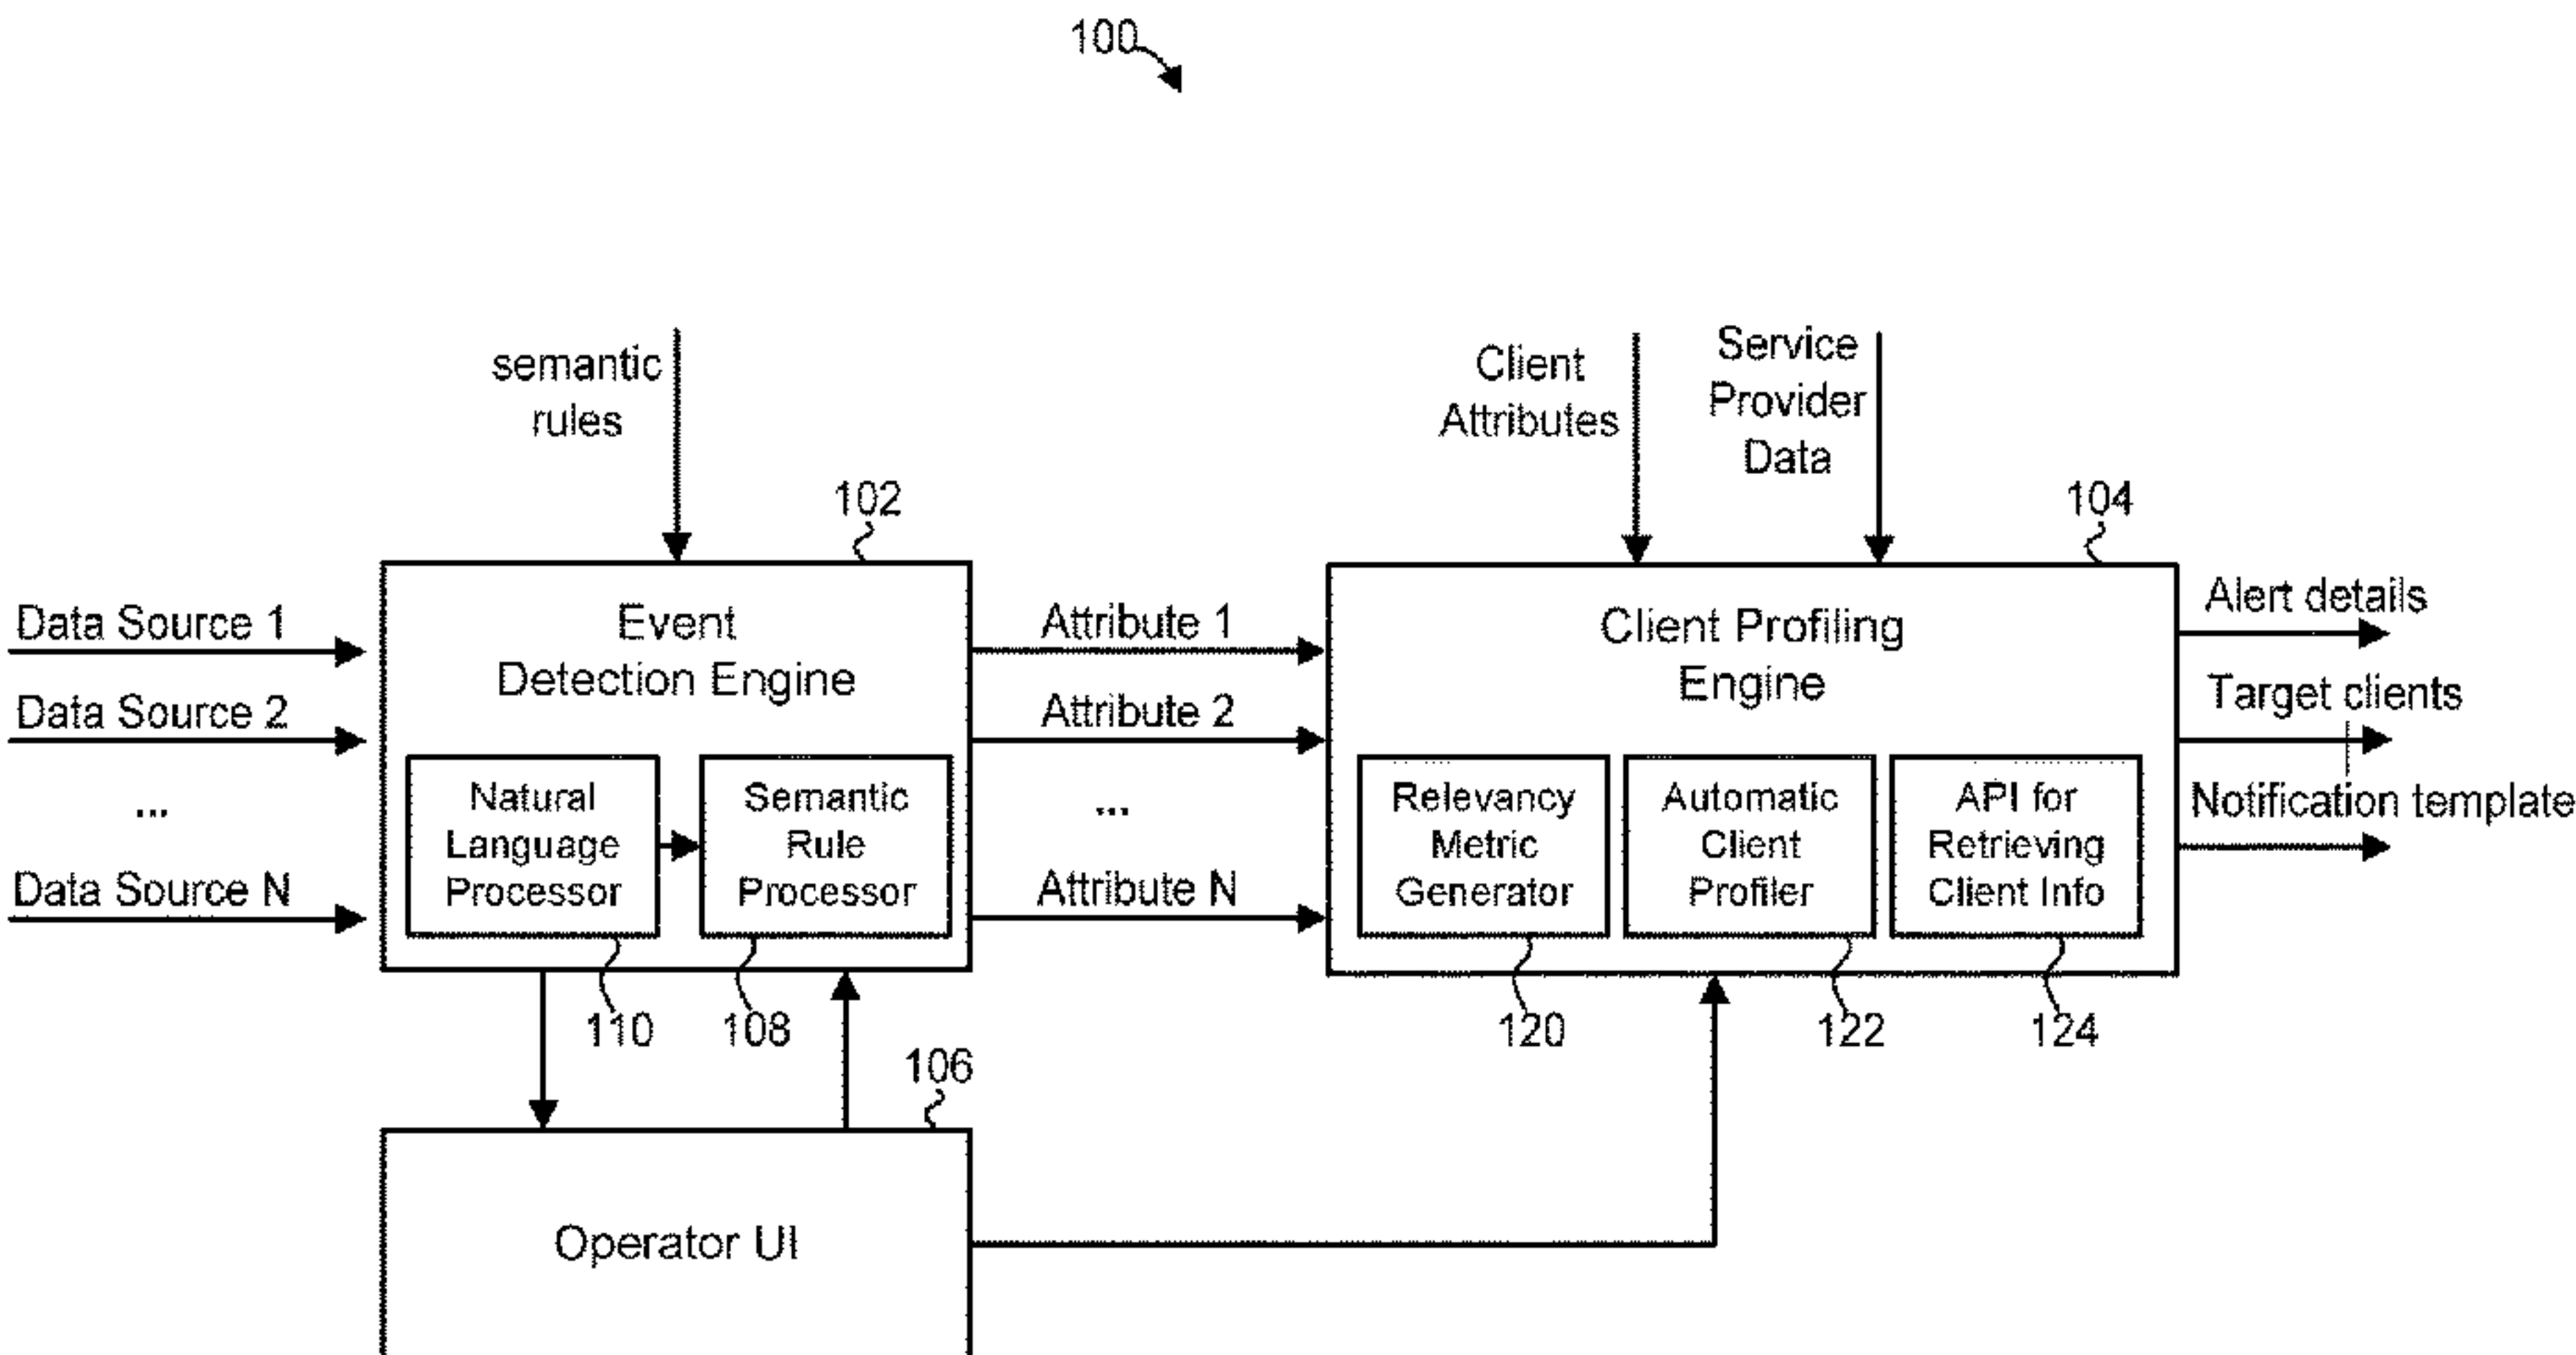 100
semantic
rules
Client
Attributes
Service
Provider
Data
102
104
Data Source 1
Data Source 2
...
Data Source N
Event
Detection Engine
Natural
Language
Processor
Semantic
Rule
Processor
110
108
Attribute 1
Attribute 2
...
Attribute N
Client Profiling
Engine
Relevancy
Metric
Generator
Automatic
Client
Profiler
API for
Retrieving
Client Info
120
122
124
Alert details
Target clients
Notification template
106
Operator UI